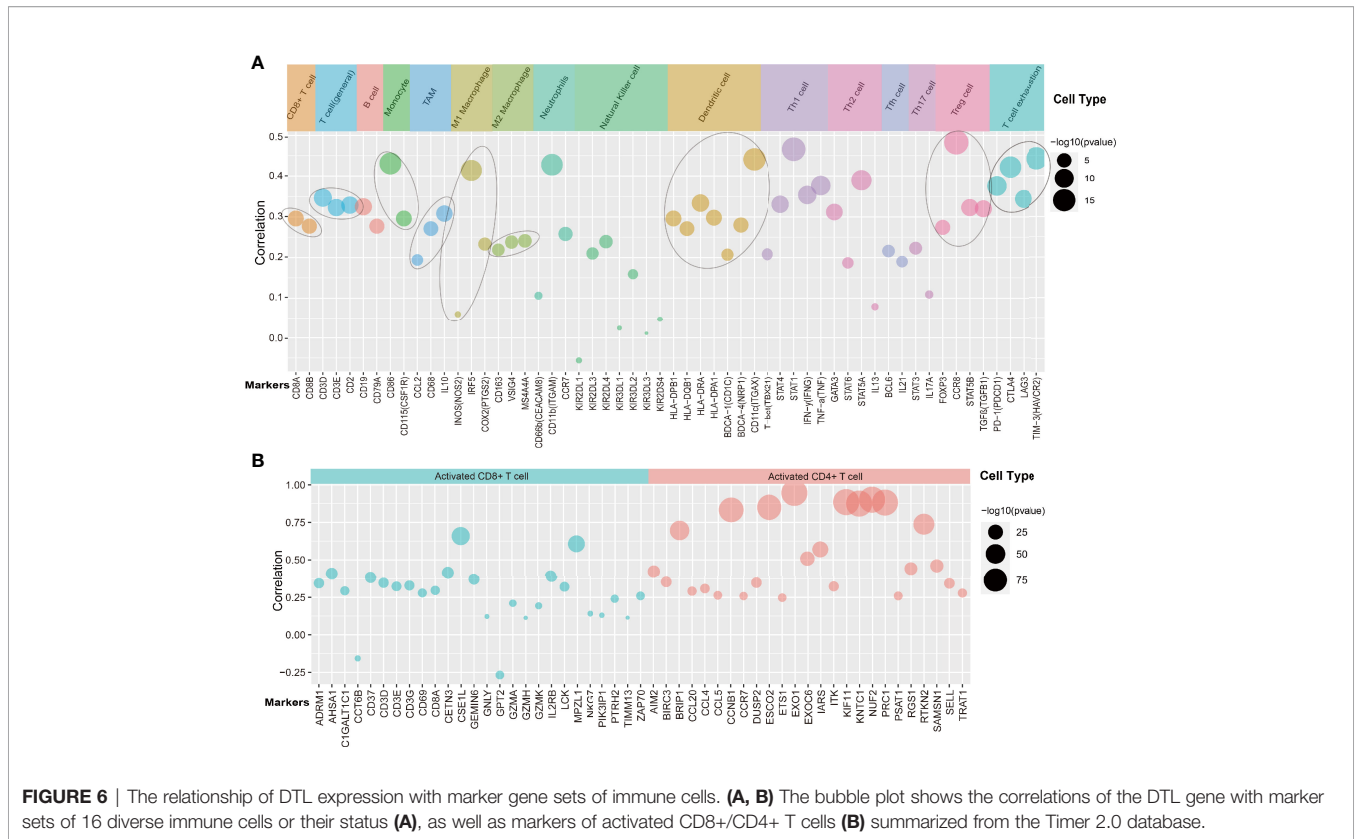 A
CD8+ T cell
T cell(general)
B cell
Monocyte
TAM
M1 Macrophage
M2 Macrophage
Neutrophils
Natural Killer cell
Dendritic cell
Th1 cell
Th2 cell
Tfh cell
Th17 cell
Treg cell
T cell exhaustion
Cell Type
−log10(pvalue)
5
10
15
0.5
0.4
0.3
0.2
0.1
0.0
Correlation
Markers
CD8A
CD8B
CD3D
CD3E
CD2
CD19
CD79A
CD86
CD115(CSF1R)
CCL2
CD68
IL10
INOS(NOS2)
IRF5
COX2(PTGS2)
CD163
VSIG4
MS4A4A
CD66b(CEACAM8)
CD11b(ITGAM)
CCR7
KIR2DL1
KIR2DL3
KIR2DL4
KIR3DL1
KIR3DL2
KIR3DL3
KIR2DS4
HLA-DPB1
HLA-DQB1
HLA-DRA
HLA-DPA1
BDCA-1(CD1C)
BDCA-4(NRP1)
CD11c(ITGAX)
T-bet(TBX21)
STAT4
STAT1
IFN-γ(IFNG)
TNF-a(TNF)
GATA3
STAT6
STAT5A
IL13
BCL6
IL21
STAT3
IL17A
FOXP3
CCR8
STAT5B
TGFß(TGFB1)
PD-1(PDCD1)
CTLA4
LAG3
TIM-3(HAVCR2)
B
Activated CD8+ T cell
Activated CD4+ T cell
Cell Type
−log10(pvalue)
25
50
75
1.00
0.75
0.50
0.25
0.00
−0.25
Correlation
Markers
ADRM1
AHSA1
C1GALT1C1
CCT6B
CD37
CD3D
CD3E
CD3G
CD69
CD8A
CETN3
CSE1L
GEMIN6
GNLY
GPT2
GZMA
GZMH
GZMK
IL2RB
LCK
MPZL1
NKG7
PIK3IP1
PTRH2
TIMM13
ZAP70
AIM2
BIRC3
BRIP1
CCL20
CCL4
CCL5
CCNB1
CCR7
DUSP2
ESCO2
ETS1
EXO1
EXOC6
IARS
ITK
KIF11
KNTC1
NUF2
PRC1
PSAT1
RGS1
RTKN2
SAMSN1
SELL
TRAT1
FIGURE 6 | The relationship of DTL expression with marker gene sets of immune cells. (A, B) The bubble plot shows the correlations of the DTL gene with marker
sets of 16 diverse immune cells or their status (A), as well as markers of activated CD8+/CD4+ T cells (B) summarized from the Timer 2.0 database.